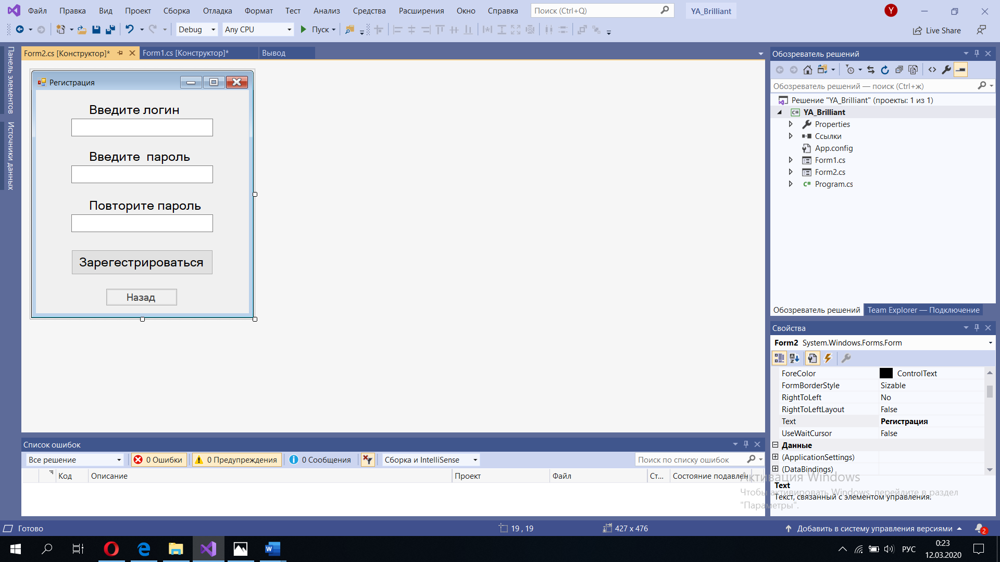 Файл Правка Вид Проект Сборка Отладка Формат Тест Анализ Средства Расширения Окно Справка Поиск (Ctrl+Q) YA_Brilliant Y
Debug Any CPU Пуск Live Share
Панель элементов
Источники данных
Form2.cs [Конструктор]* Form1.cs [Конструктор]* Вывод
Регистрация
Введите логин
Введите пароль
Повторите пароль
Зарегестрироваться
Назад
Обозреватель решений
Обозреватель решений — поиск (Ctrl+ж)
Решение "YA_Brilliant" (проекты: 1 из 1)
C# YA_Brilliant
Properties
Ссылки
App.config
Form1.cs
Form2.cs
C# Program.cs
Обозреватель решений Team Explorer — Подключение
Свойства
Form2 System.Windows.Forms.Form
ForeColor ControlText
FormBorderStyle Sizable
RightToLeft No
RightToLeftLayout False
Text Регистрация
UseWaitCursor False
Данные
(ApplicationSettings)
(DataBindings)
Text
Текст, связанный с элементом управления.
Список ошибок
Все решение 0 Ошибки 0 Предупреждения 0 Сообщения Сборка и IntelliSense Поиск по списку ошибок
Код Описание Проект Файл Ст... Состояние подавлен
Активация Windows
Чтобы активировать Windows, перейдите в раздел
"Параметры".
Готово 19 , 19 427 x 476 Добавить в систему управления версиями 2
РУС 0:23
12.03.2020